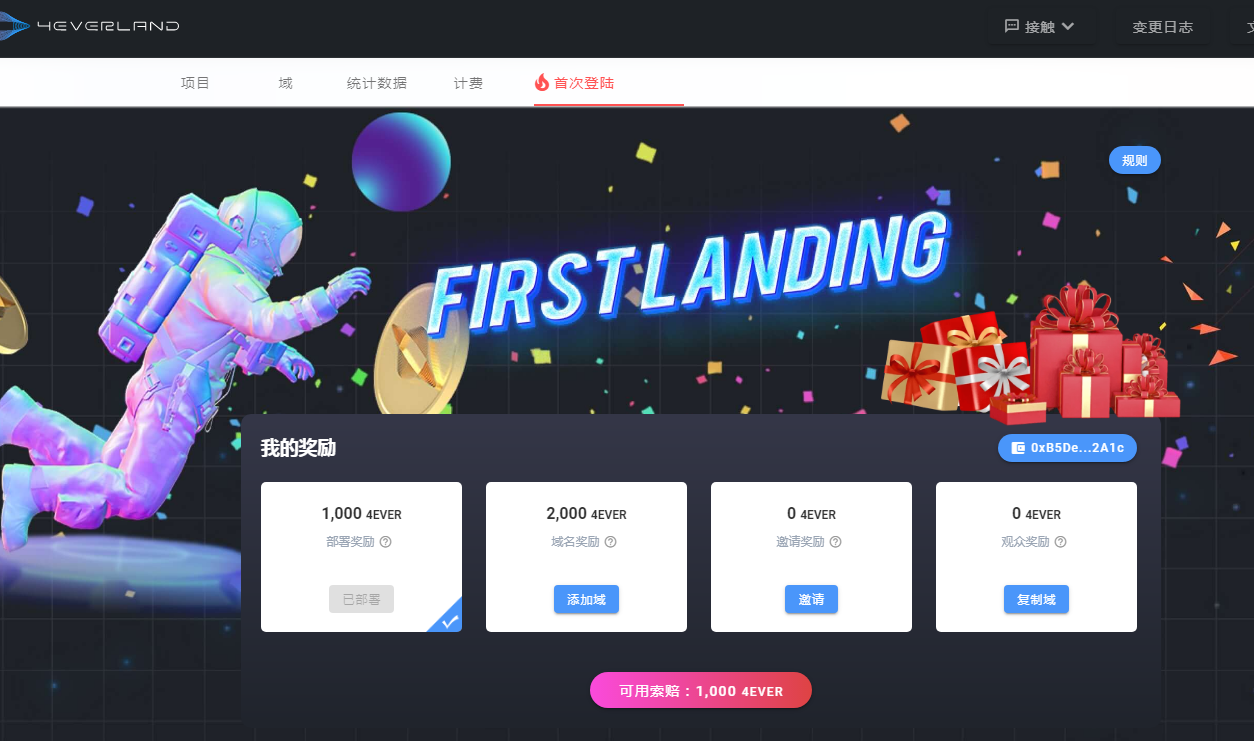 4EVERLAND
接触
变更日志
项目
域
统计数据
计费
首次登陆
规则
FIRST LANDING
我的奖励
0xB5De...2A1c
1,000 4EVER
部署奖励
已部署
2,000 4EVER
域名奖励
添加域
0 4EVER
邀请奖励
邀请
0 4EVER
观众奖励
复制域
可用索赔：1,000 4EVER